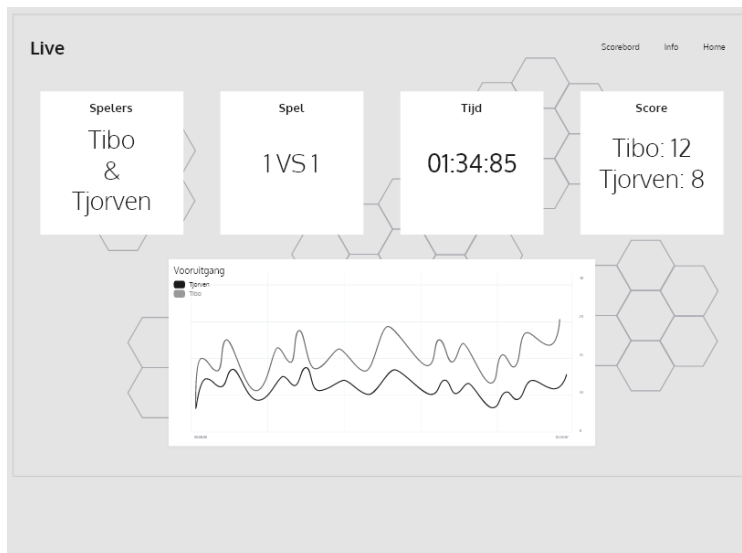 Live
Scorebord
Info
Home
Spelers
Tibo
&
Tjorven
Spel
1 VS 1
Tijd
01:34:85
Score
Tibo: 12
Tjorven: 8
Vooruitgang
Tjorven
Tibo